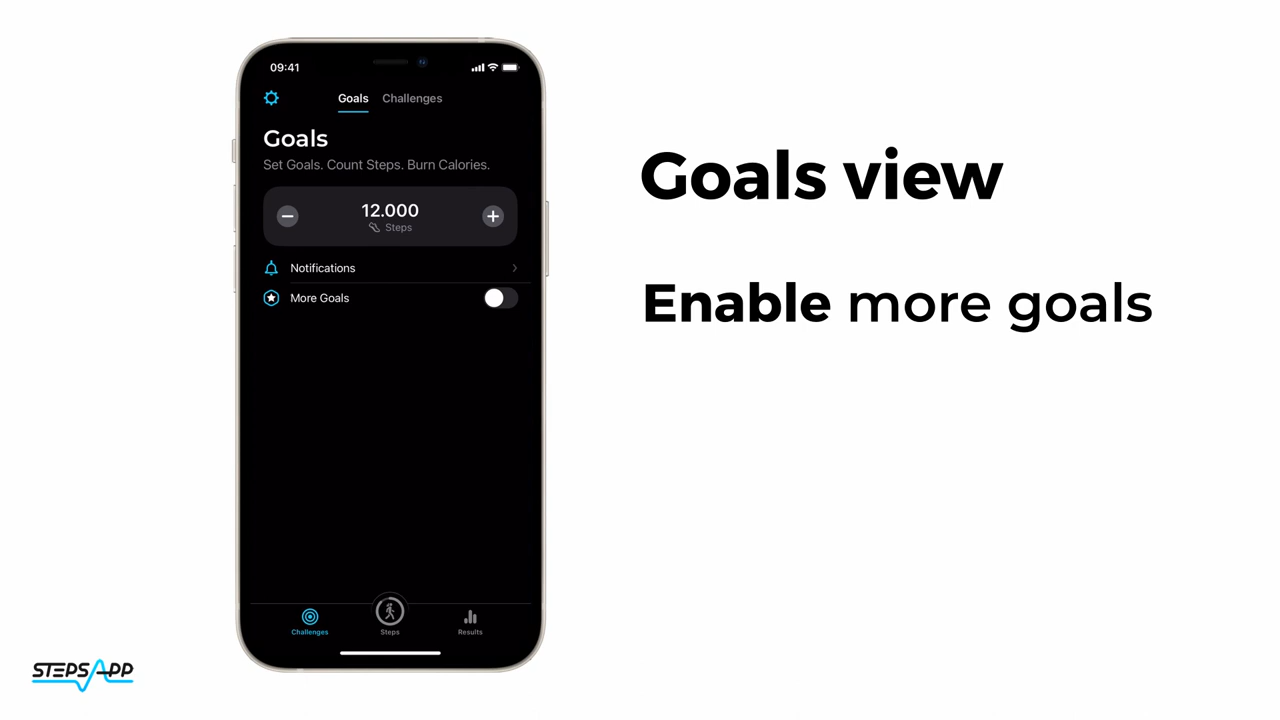 09:41
Goals Challenges
Goals
Set Goals. Count Steps. Burn Calories.
12.000
Steps
Notifications
More Goals
Challenges Steps Results
Goals view
Enable more goals
STEPSAPP